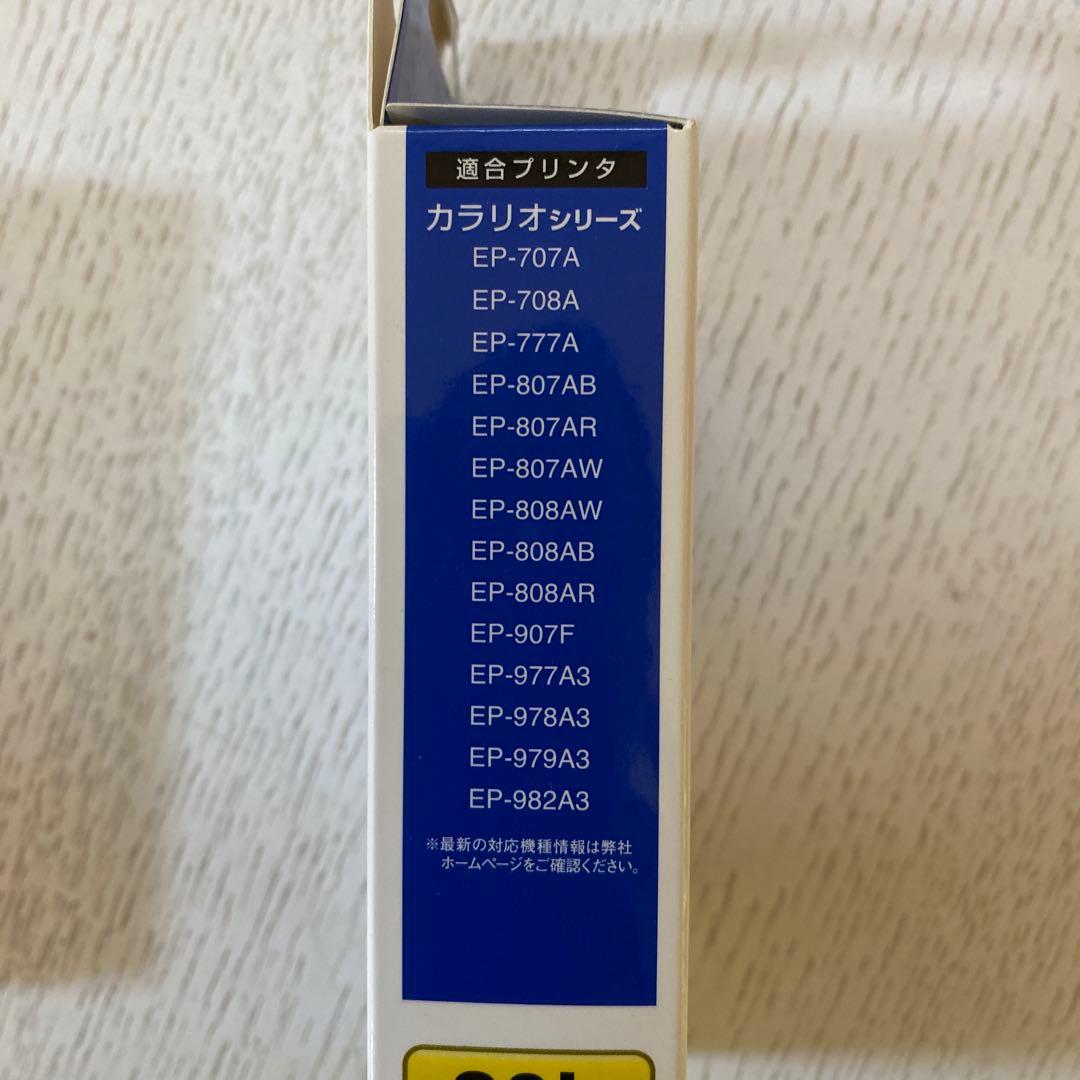 適合プリンタ
カラリオシリーズ
EP-707A
EP-708A
EP-777A
EP-807AB
EP-807AR
EP-807AW
EP-808AW
EP-808AB
EP-808AR
EP-907F
EP-977A3
EP-978A3
EP-979A3
EP-982A3
※最新の対応機種情報は弊社
ホームページをご確認ください。